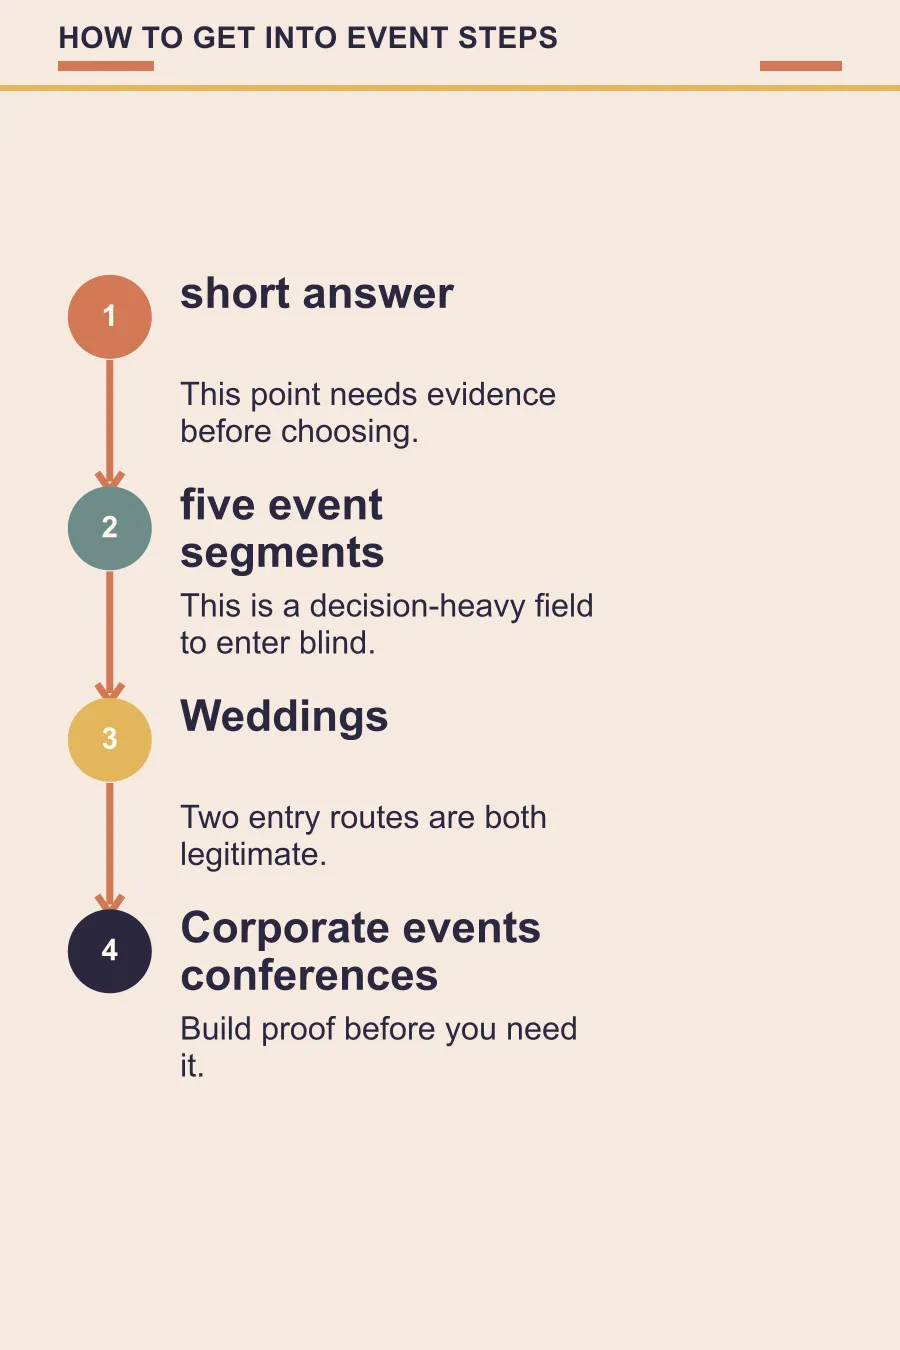 HOW TO GET INTO EVENT STEPS
1
short answer
This point needs evidence
before choosing.
2
five event
segments
This is a decision-heavy field
to enter blind.
3
Weddings
Two entry routes are both
legitimate.
4
Corporate events
conferences
Build proof before you need
it.